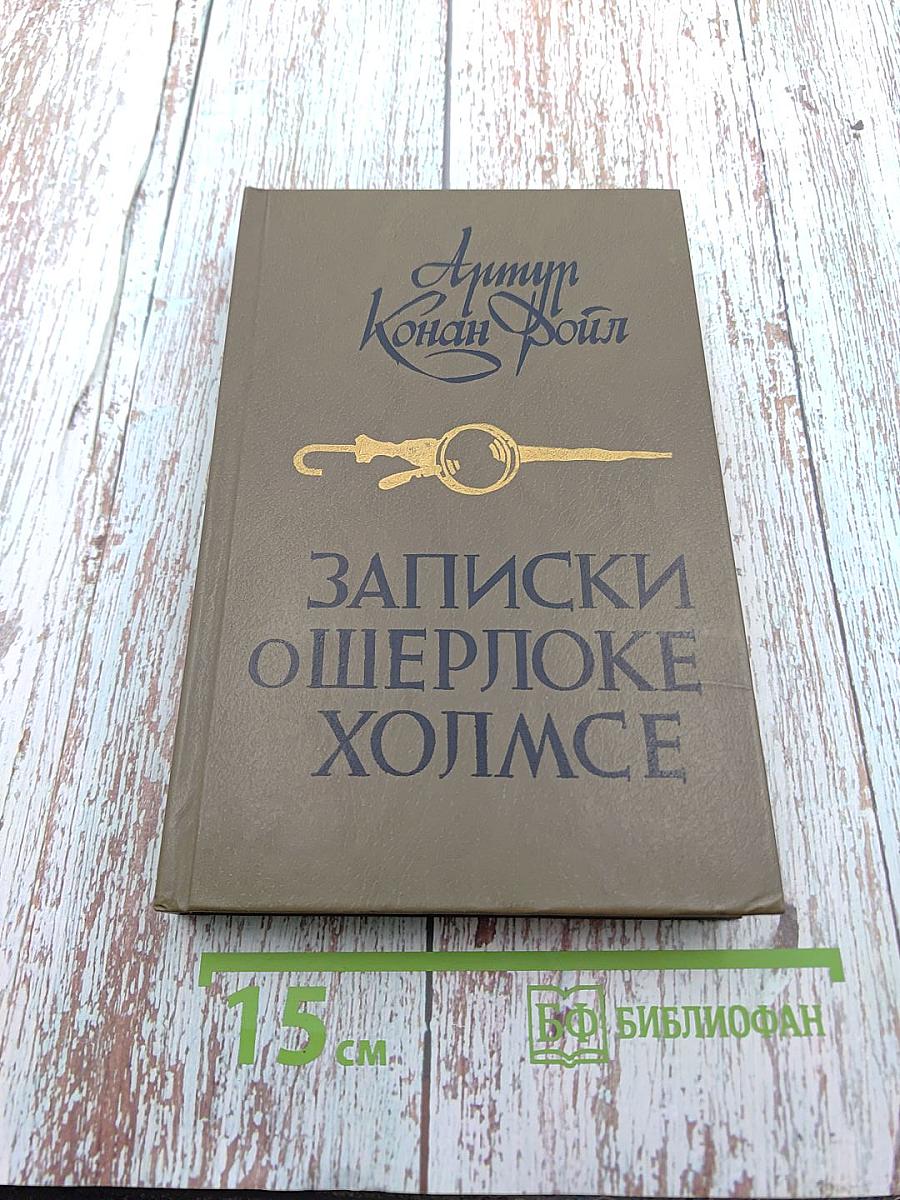 Артур
Конан Дойл
ЗАПИСКИ
О ШЕРЛОКЕ
ХОЛМСЕ
15 см
БФ БИБЛИОФАН